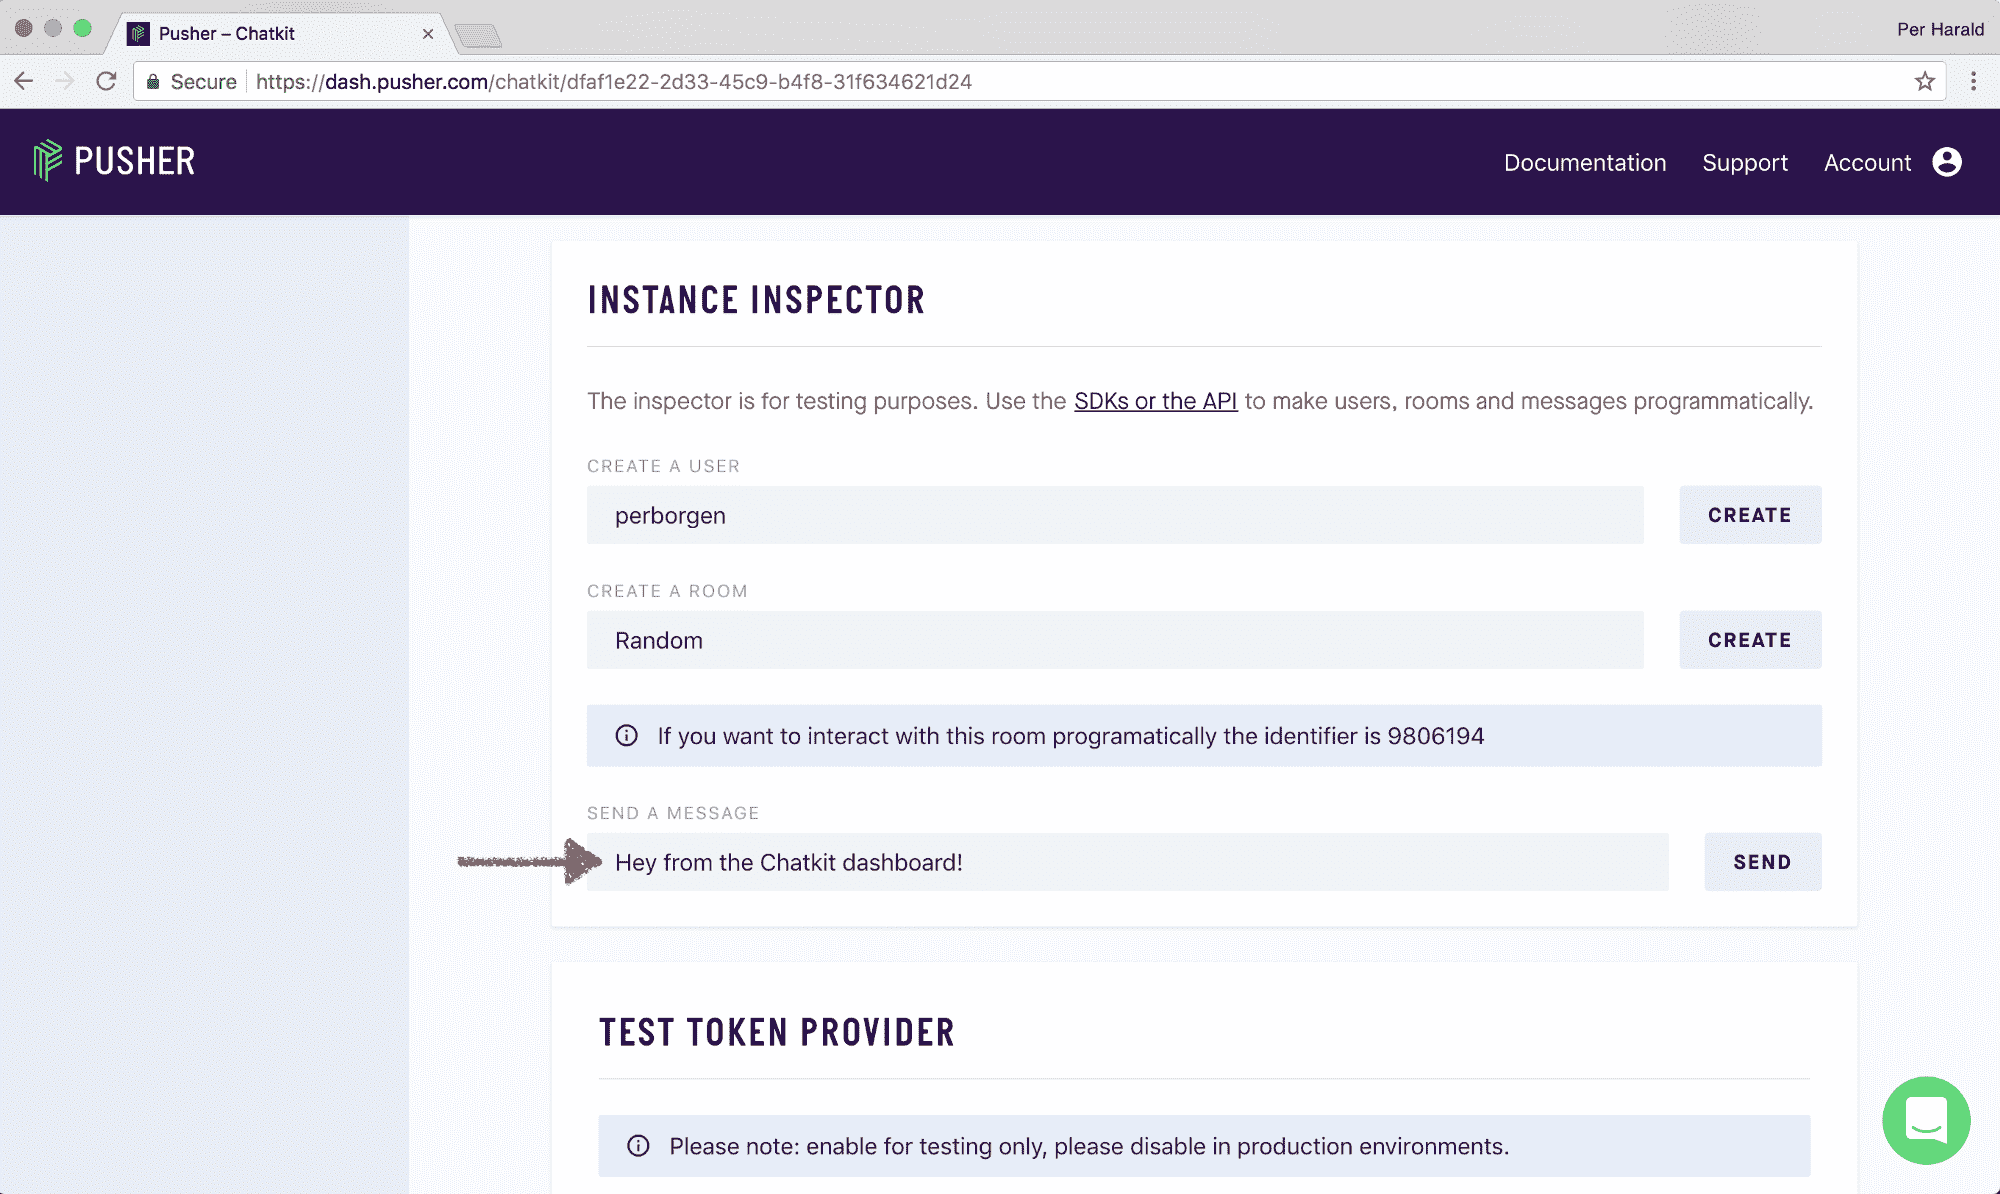 Pusher – Chatkit
Per Harald
Secure https://dash.pusher.com/chatkit/dfaf1e22-2d33-45c9-b4f8-31f634621d24
PUSHER
Documentation Support Account
INSTANCE INSPECTOR
The inspector is for testing purposes. Use the SDKs or the API to make users, rooms and messages programmatically.
CREATE A USER
perborgen
CREATE
CREATE A ROOM
Random
CREATE
If you want to interact with this room programatically the identifier is 9806194
SEND A MESSAGE
Hey from the Chatkit dashboard!
SEND
TEST TOKEN PROVIDER
Please note: enable for testing only, please disable in production environments.